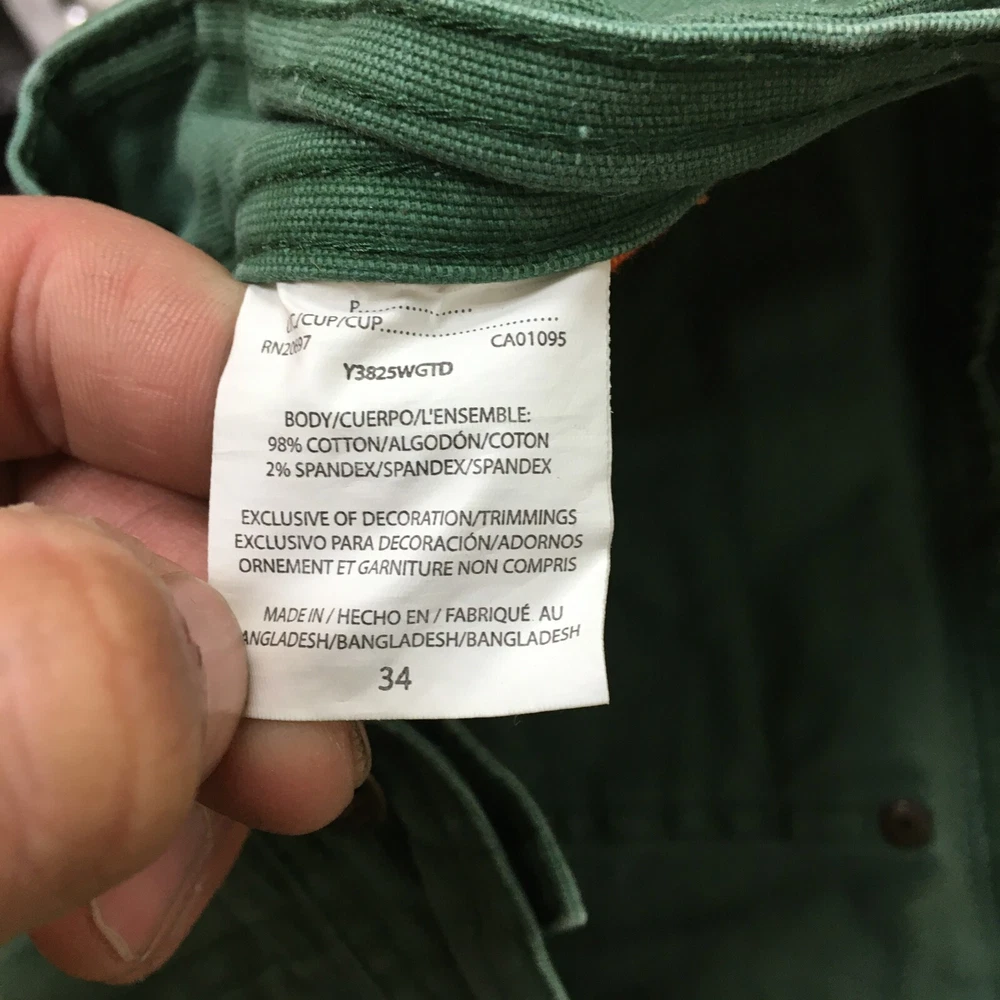 P....................
/CUP/CUP..............................
RN20697 CA01095
Y3825WGTD
BODY/CUERPO/L'ENSEMBLE:
98% COTTON/ALGODÓN/COTON
2% SPANDEX/SPANDEX/SPANDEX
EXCLUSIVE OF DECORATION/TRIMMINGS
EXCLUSIVO PARA DECORACIÓN/ADORNOS
ORNEMENT ET GARNITURE NON COMPRIS
MADE IN / HECHO EN / FABRIQUÉ AU
ANGLADESH/BANGLADESH/BANGLADESH
34